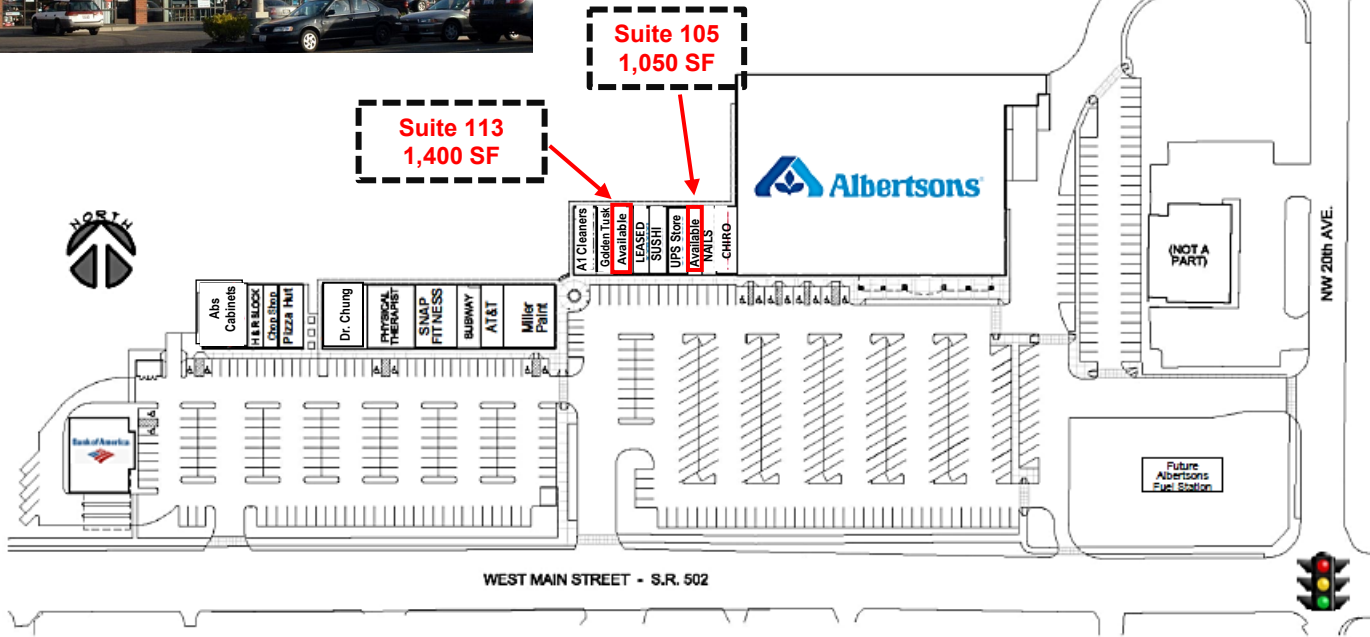 Suite 105
1,050 SF
Suite 113
1,400 SF
Albertsons
NORTH
A1 Cleaners
Golden Tusk
Available
LEASED
SUSHI
UPS Store
Available
NAILS
CHIRO
(NOT A
PART)
NW 20th AVE.
Abs
Cabinets
H & R BLOCK
Chop Shop
Pizza Hut
Dr. Chung
PHYSICAL
THERAPIST
SNAP
FITNESS
SUBWAY
AT&T
Miller
Paint
Bank of America
Future
Albertsons
Fuel Station
WEST MAIN STREET - S.R. 502